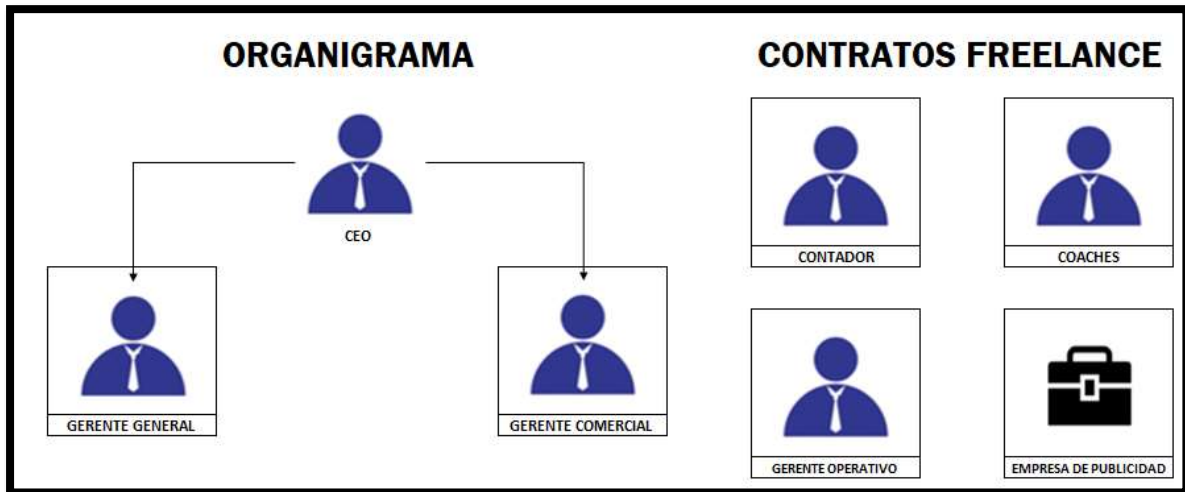 ORGANIGRAMA
CEO
GERENTE GENERAL
GERENTE COMERCIAL
CONTRATOS FREELANCE
CONTADOR
COACHES
GERENTE OPERATIVO
EMPRESA DE PUBLICIDAD